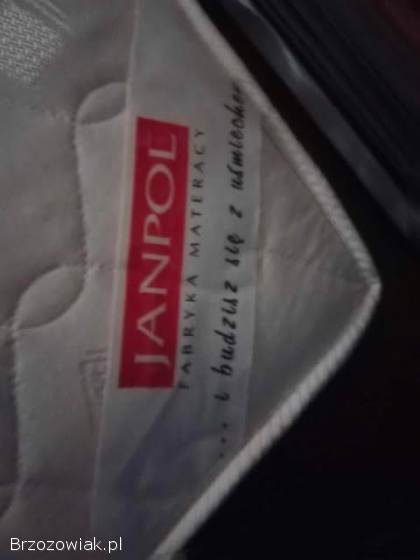 JANPOL
FABRYKA MATERACY
... i budzisz się z uśmiechem
Brzozowiak.pl